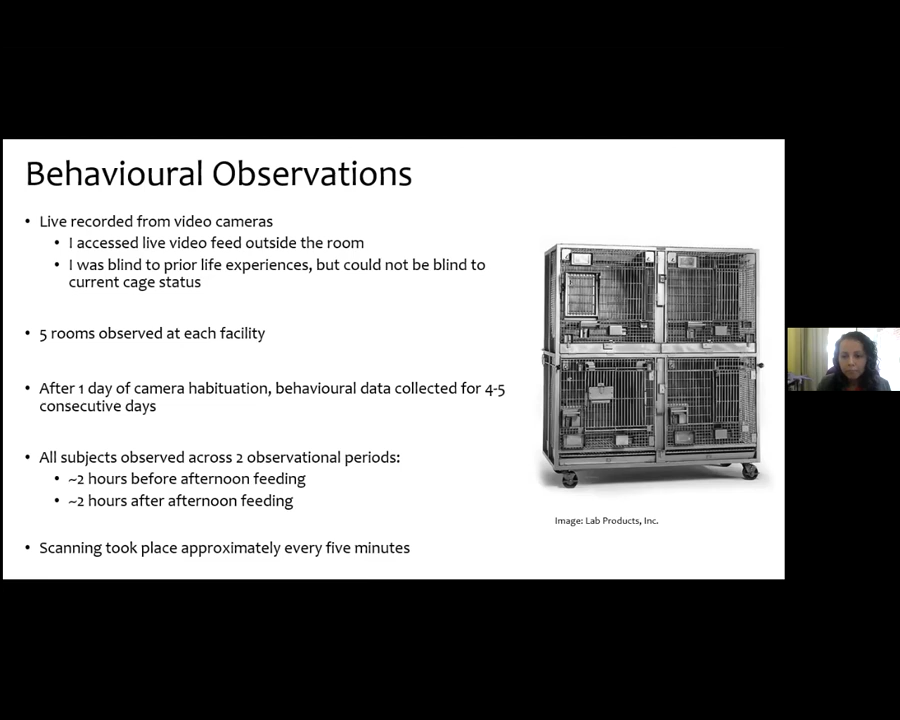 Behavioural Observations
• Live recorded from video cameras
• I accessed live video feed outside the room
• I was blind to prior life experiences, but could not be blind to
current cage status
• 5 rooms observed at each facility
• After 1 day of camera habituation, behavioural data collected for 4-5
consecutive days
• All subjects observed across 2 observational periods:
• ~2 hours before afternoon feeding
• ~2 hours after afternoon feeding
• Scanning took place approximately every five minutes
Image: Lab Products, Inc.